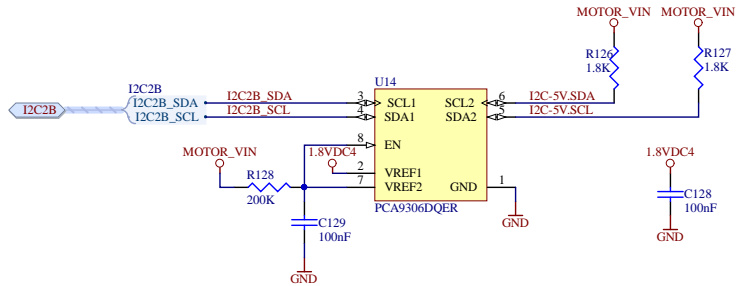 MOTOR_VIN MOTOR_VIN
R126
1.8K
R127
1.8K
U14
I2C2B
I2C2B
I2C2B_SDA
I2C2B_SCL
I2C2B_SDA
I2C2B_SCL
3 SCL1 SCL2 6
4 SDA1 SDA2 5
I2C-5V.SDA
I2C-5V.SCL
8 EN
MOTOR_VIN
1.8VDC4
2 VREF1
7 VREF2
GND 1
R128
200K
PCA9306DQER
GND
C129
100nF
GND
1.8VDC4
C128
100nF
GND